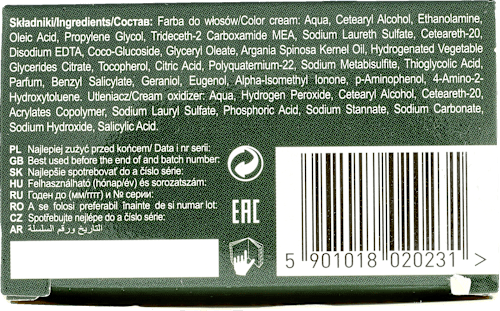 Składniki/Ingredients/Состав: Farba do włosów/Color cream: Aqua, Cetearyl Alcohol, Ethanolamine,
Oleic Acid, Propylene Glycol, Trideceth-2 Carboxamide MEA, Sodium Laureth Sulfate, Ceteareth-20,
Disodium EDTA, Coco-Glucoside, Glyceryl Oleate, Argania Spinosa Kernel Oil, Hydrogenated Vegetable
Glycerides Citrate, Tocopherol, Citric Acid, Polyquaternium-22, Sodium Metabisulfite, Thioglycolic Acid,
Parfum, Benzyl Salicylate, Geraniol, Eugenol, Alpha-Isomethyl Ionone, p-Aminophenol, 4-Amino-2-
Hydroxytoluene. Utleniacz/Cream oxidizer: Aqua, Hydrogen Peroxide, Cetearyl Alcohol, Ceteareth-20,
Acrylates Copolymer, Sodium Lauryl Sulfate, Phosphoric Acid, Sodium Stannate, Sodium Carbonate,
Sodium Hydroxide, Salicylic Acid.
PL Najlepiej zużyć przed końcem/ Data i nr serii:
GB Best used before the end of and batch number:
SK Najlepšie spotrebovať do a číslo série:
HU Felhasználható (hónap/év) és sorozatszám:
RU Годен до (мм/гггг) и № серии:
RO A se folosi preferabil înainte de si numar lot:
CZ Spotřebujte nejlépe do a číslo série:
AR التاريخ ورقم السلسلة
EAC
5 901018 020231 >